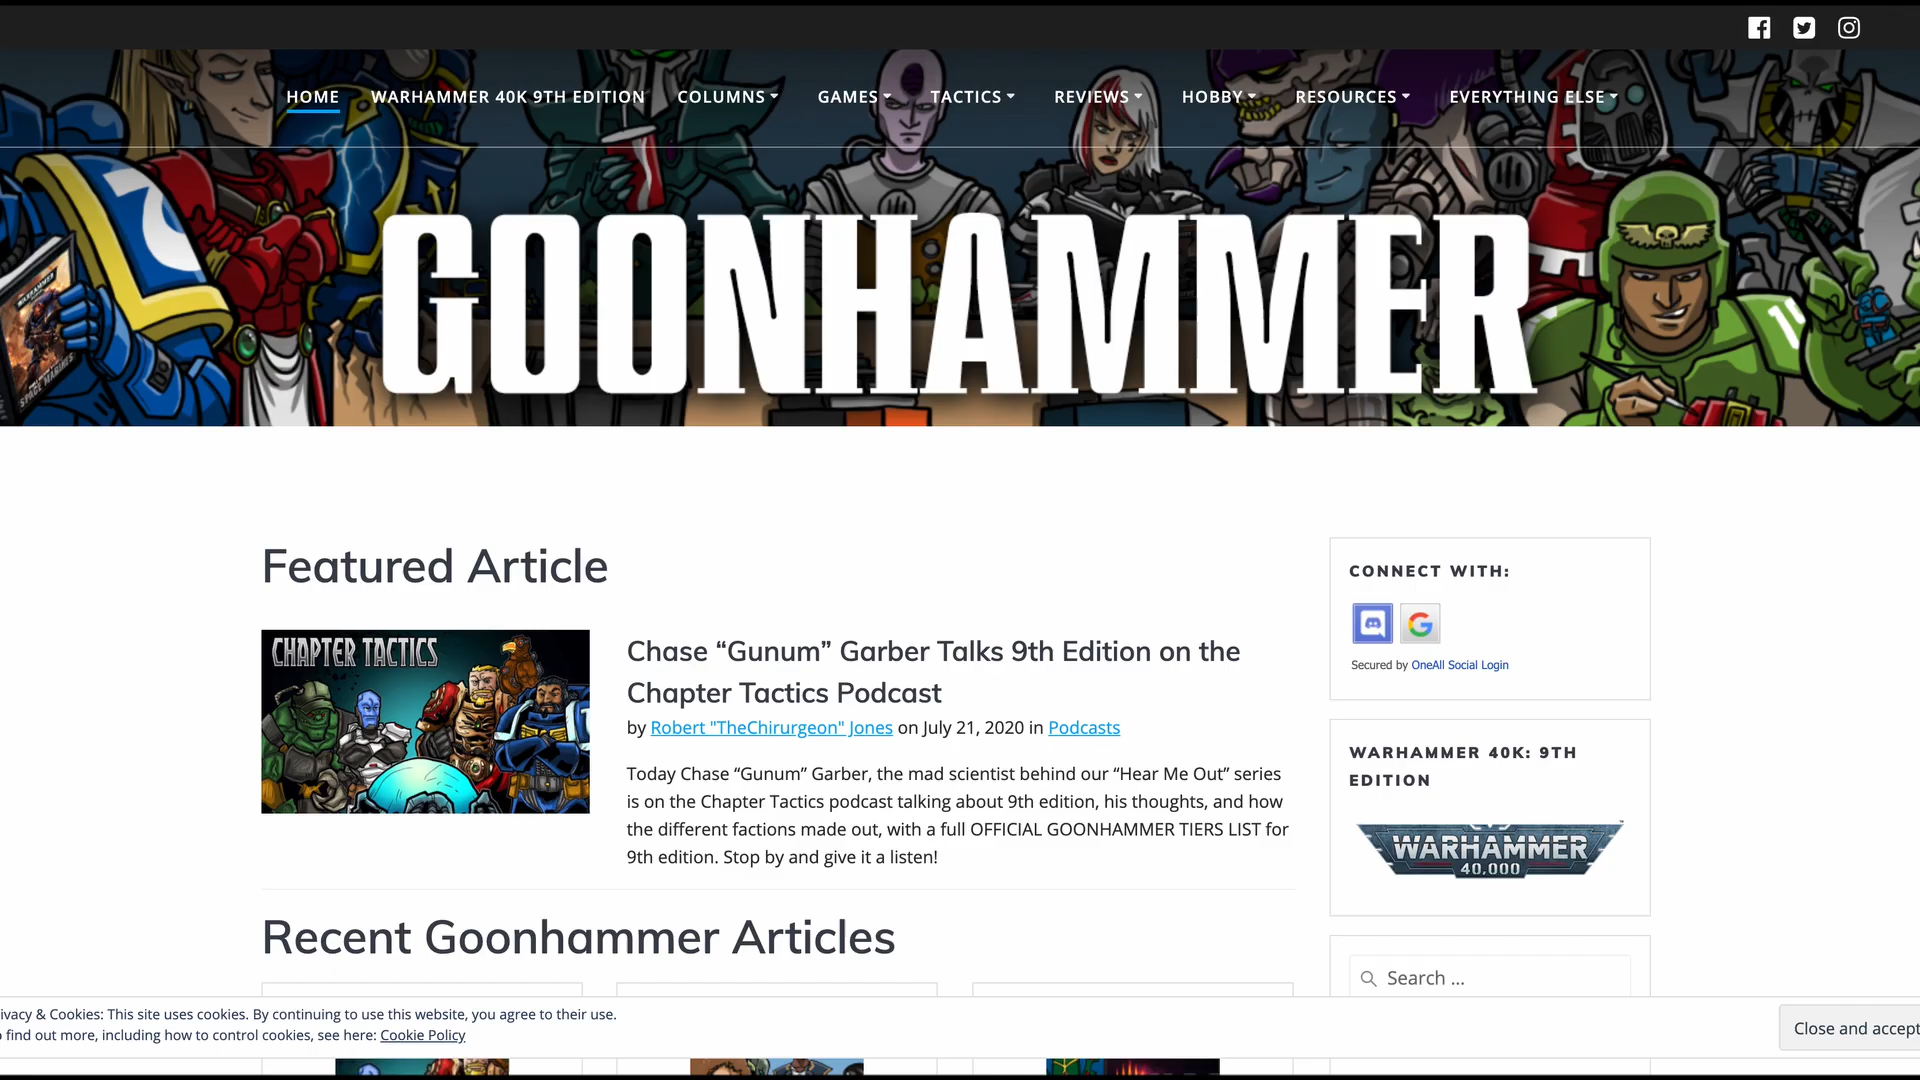 HOME WARHAMMER 40K 9TH EDITION COLUMNS GAMES TACTICS REVIEWS HOBBY RESOURCES EVERYTHING ELSE
GOONHAMMER
WARHAMMER
SPACE MARINES
Featured Article
CHAPTER TACTICS
Chase “Gunum” Garber Talks 9th Edition on the
Chapter Tactics Podcast
by Robert "TheChirurgeon" Jones on July 21, 2020 in Podcasts
Today Chase “Gunum” Garber, the mad scientist behind our “Hear Me Out” series
is on the Chapter Tactics podcast talking about 9th edition, his thoughts, and how
the different factions made out, with a full OFFICIAL GOONHAMMER TIERS LIST for
9th edition. Stop by and give it a listen!
Recent Goonhammer Articles
CONNECT WITH:
Secured by OneAll Social Login
WARHAMMER 40K: 9TH
EDITION
WARHAMMER
40,000
Search ...
ivacy & Cookies: This site uses cookies. By continuing to use this website, you agree to their use.
o find out more, including how to control cookies, see here: Cookie Policy
Close and accept